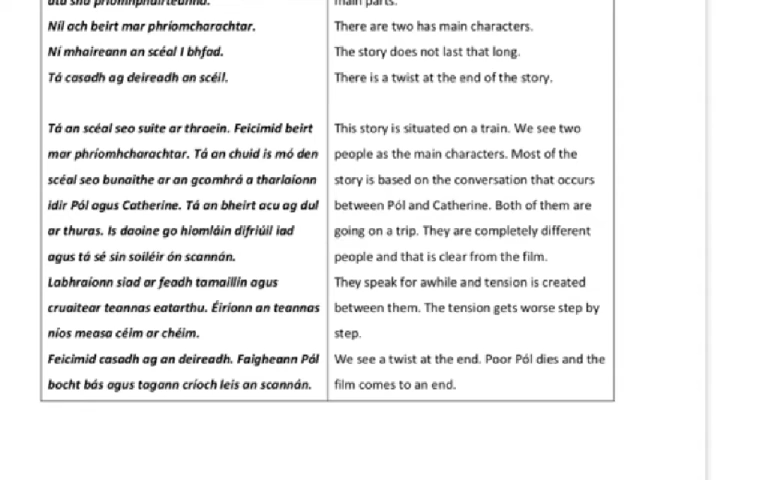 main parts.
Níl ach beirt mar phríomcharachtar.
There are two has main characters.
Ní mhaireann an scéal I bhfad.
The story does not last that long.
Tá casadh ag deireadh an scéil.
There is a twist at the end of the story.
Tá an scéal seo suite ar thraein. Feicimid beirt
mar phríomhcharachtar. Tá an chuid is mó den
scéal seo bunaithe ar an gcomhrá a tharlaíonn
idir Pól agus Catherine. Tá an bheirt acu ag dul
ar thuras. Is daoine go hiomláin difriúil iad
agus tá sé sin soiléir ón scannán.
Labhraíonn siad ar feadh tamaillín agus
cruaitear teannas eatarthu. Éiríonn an teannas
níos measa céim ar chéim.
Feicimid casadh ag an deireadh. Faigheann Pól
bocht bás agus tagann críoch leis an scannán.
This story is situated on a train. We see two
people as the main characters. Most of the
story is based on the conversation that occurs
between Pól and Catherine. Both of them are
going on a trip. They are completely different
people and that is clear from the film.
They speak for awhile and tension is created
between them. The tension gets worse step by
step.
We see a twist at the end. Poor Pól dies and the
film comes to an end.